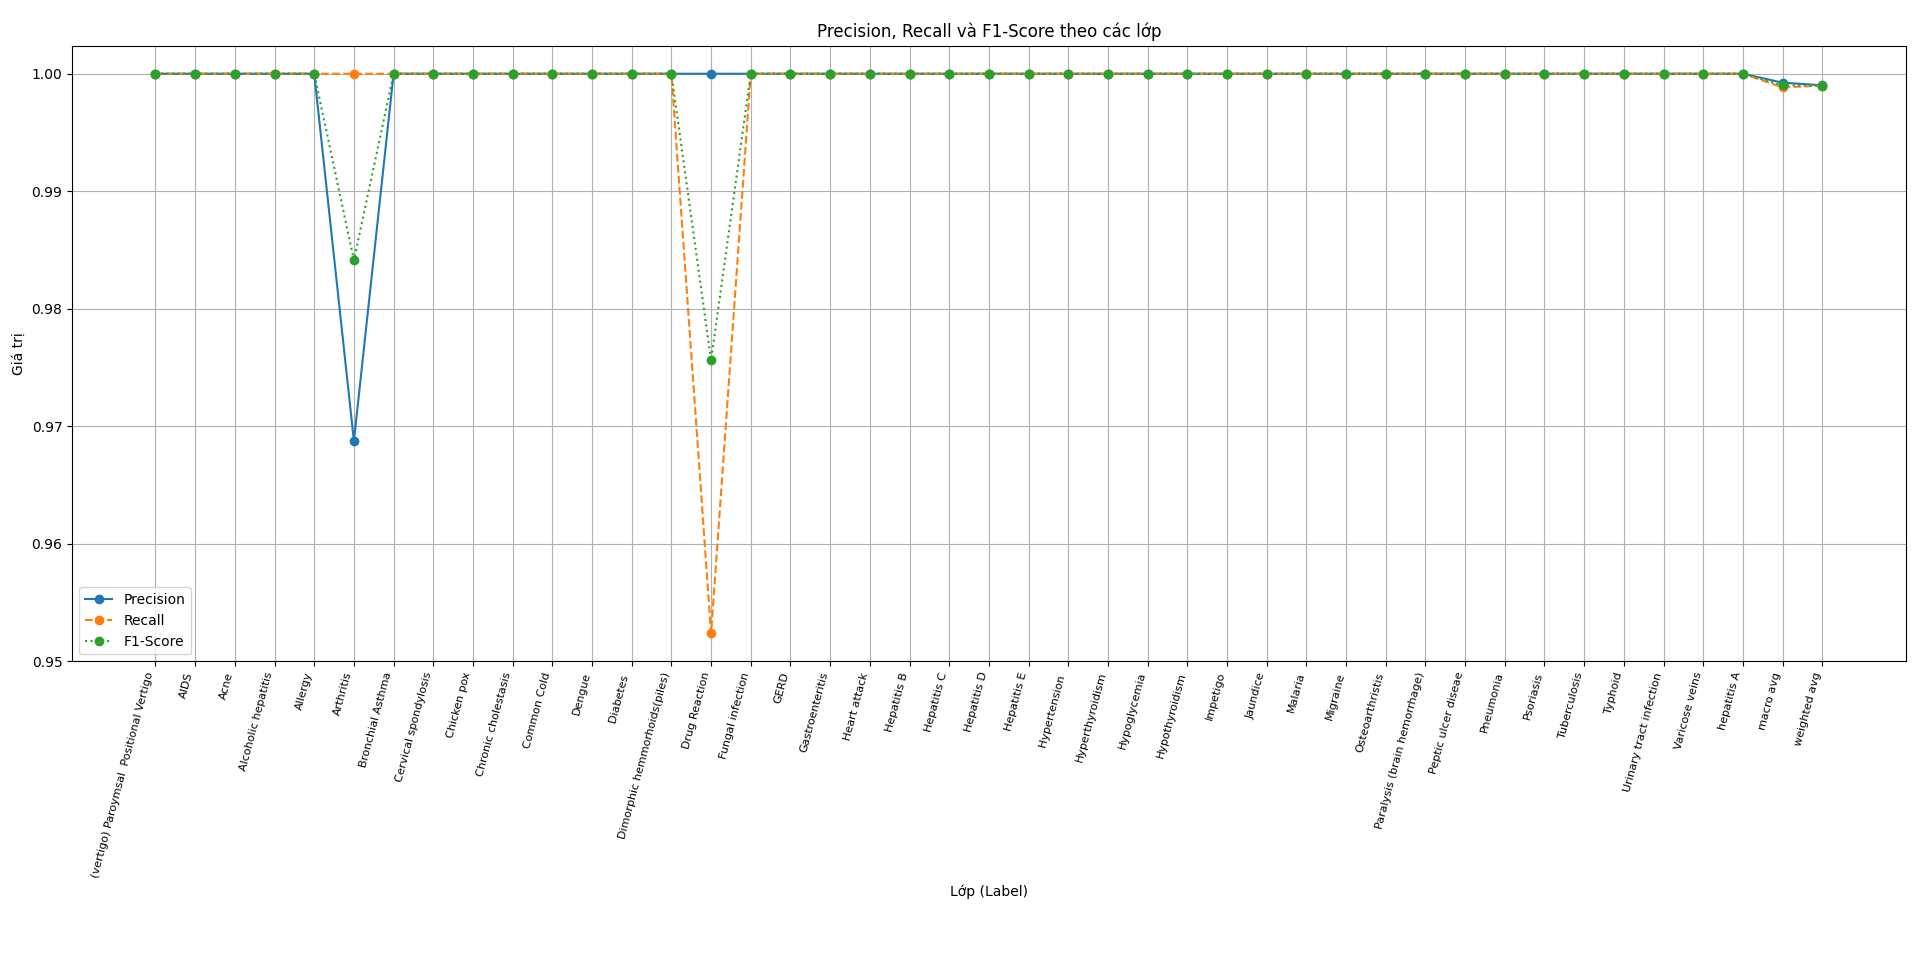 Precision, Recall và F1-Score theo các lớp
1.00
0.99
0.98
0.97
0.96
0.95
Giá trị
Precision
Recall
F1-Score
(vertigo) Paroymsal  Positional Vertigo
AIDS
Acne
Alcoholic hepatitis
Allergy
Arthritis
Bronchial Asthma
Cervical spondylosis
Chicken pox
Chronic cholestasis
Common Cold
Dengue
Diabetes
Dimorphic hemmorhoids(piles)
Drug Reaction
Fungal infection
GERD
Gastroenteritis
Heart attack
Hepatitis B
Hepatitis C
Hepatitis D
Hepatitis E
Hypertension
Hyperthyroidism
Hypoglycemia
Hypothyroidism
Impetigo
Jaundice
Malaria
Migraine
Osteoarthristis
Paralysis (brain hemorrhage)
Peptic ulcer diseae
Pneumonia
Psoriasis
Tuberculosis
Typhoid
Urinary tract infection
Varicose veins
hepatitis A
macro avg
weighted avg
Lớp (Label)